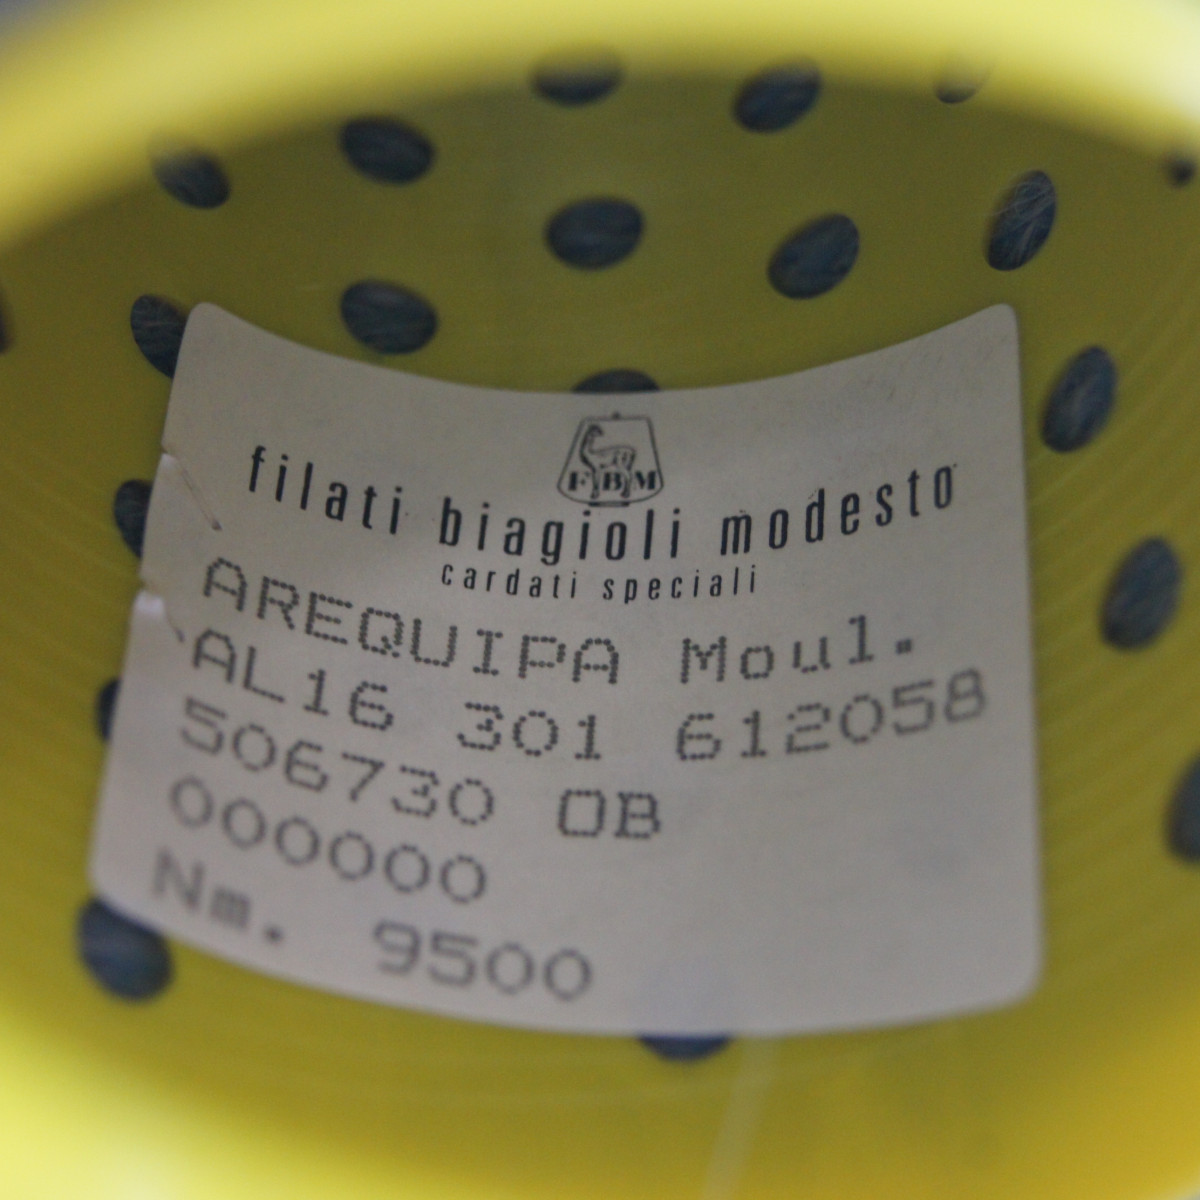 FBM
filati biagioli modesto
cardati speciali
AREQUIPA Moul.
AL16 301 612058
506730 OB
000000
Nm. 9500